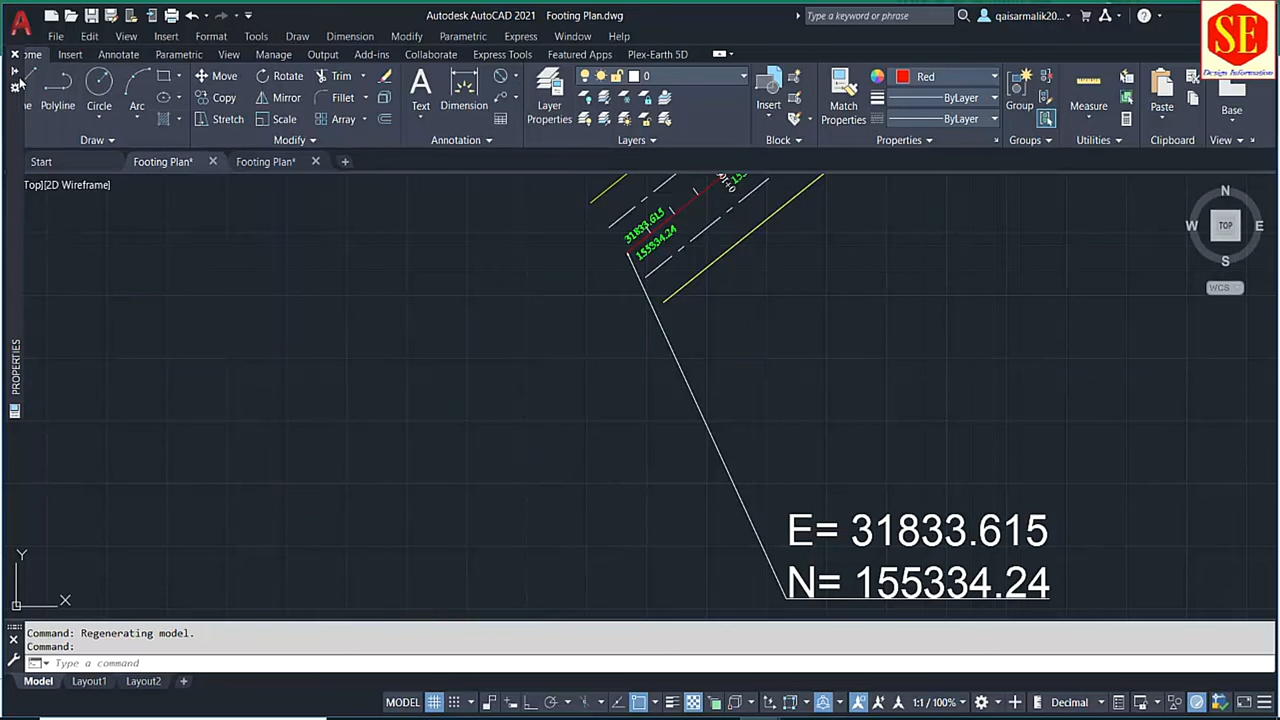 Autodesk AutoCAD 2021 Footing Plan.dwg
Type a keyword or phrase
qaisarmalik20...
SE
Design Information
File Edit View Insert Format Tools Draw Dimension Modify Parametric Express Window Help
ome Insert Annotate Parametric View Manage Output Add-ins Collaborate Express Tools Featured Apps Plex-Earth 5D
Move Rotate Trim
Polyline Circle Arc
Copy Mirror Fillet
Stretch Scale Array
Text Dimension
Layer Properties
0
Insert
Match Properties
Red
ByLayer
ByLayer
Group
Measure
Paste
Base
Draw Modify Annotation Layers Block Properties Groups Utilities Clipboard View
Start Footing Plan* Footing Plan*
Top][2D Wireframe]
N
W TOP E
S
WCS
31833.615
155334.24
PROPERTIES
E= 31833.615
N= 155334.24
Y
X
Command: Regenerating model.
Command:
Type a command
Model Layout1 Layout2
MODEL 1:1 / 100% Decimal